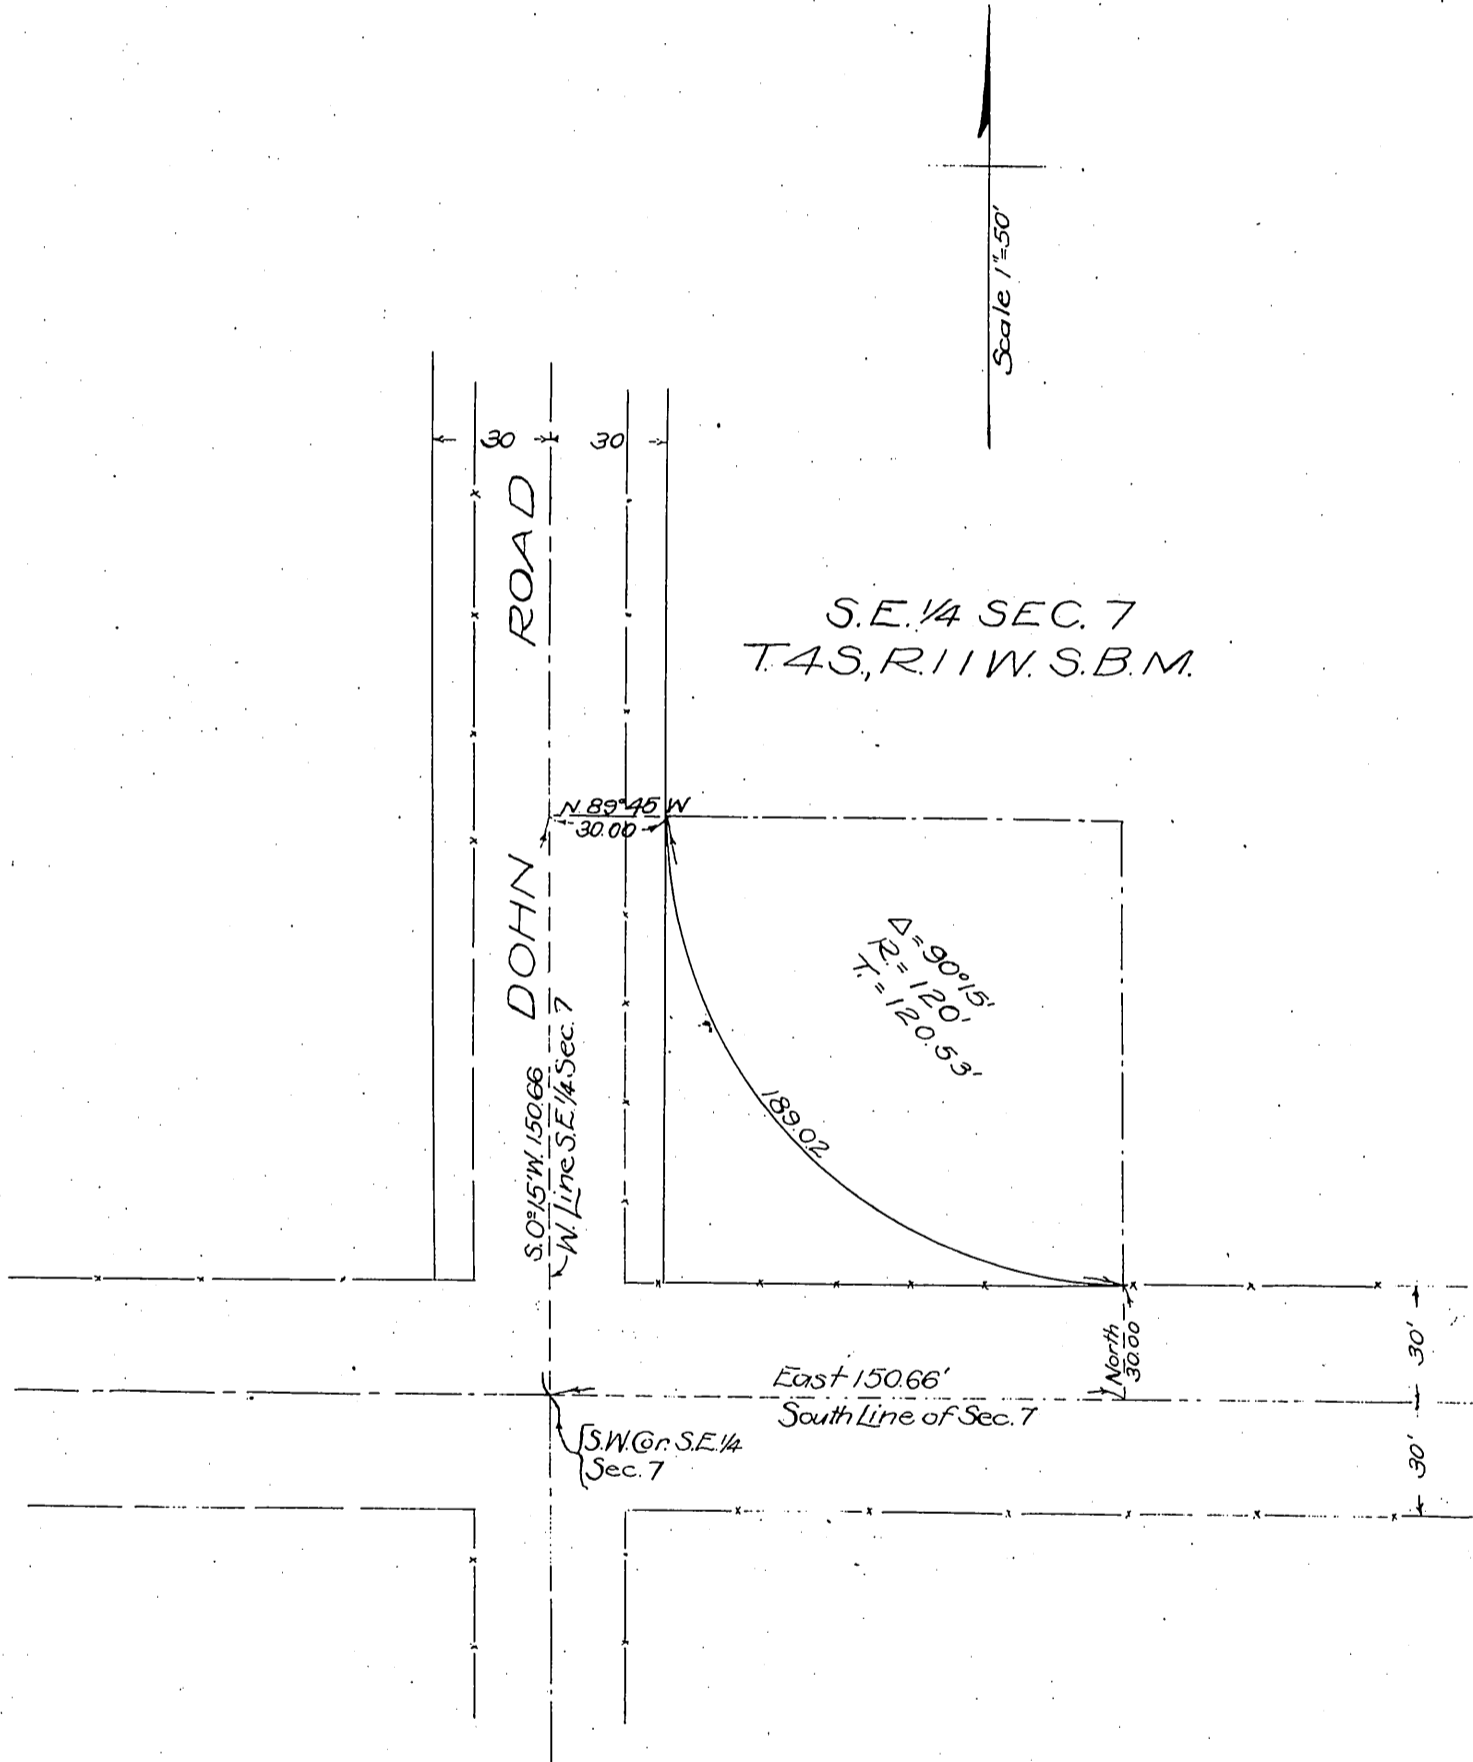 Scale 1"=50'
30
30
DOHN ROAD
S.E. 1/4 SEC. 7
T.4S., R.11W. S.B.M.
N. 89°45' W
30.00
Δ = 90°15'
R. = 120'
T. = 120.53'
189.02
S.0°15'W. 150.66
W. Line S.E. 1/4 Sec. 7
North
30.00
30'
East 150.66'
South Line of Sec. 7
S.W. Cor. S.E. 1/4
Sec. 7
30'